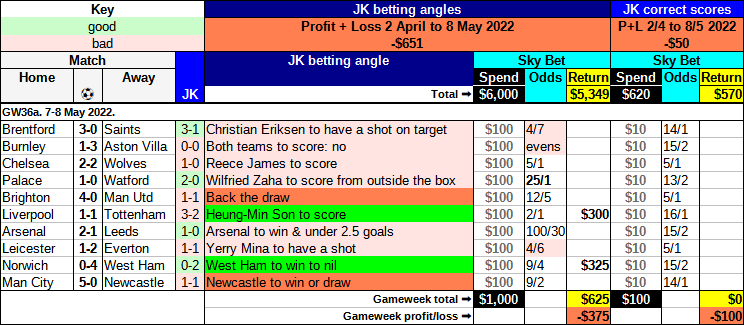 Key JK betting angles JK correct scores
good Profit + Loss 2 April to 8 May 2022 P+L 2/4 to 8/5 2022
bad -$651 -$50
Match JK JK betting angle Sky Bet Sky Bet
Home Away Spend Odds Return Spend Odds Return
Total ➡ $6,000 $5,349 $620 $570
GW36a. 7-8 May 2022.
Brentford 3-0 Saints 3-1 Christian Eriksen to have a shot on target $100 4/7 $10 14/1
Burnley 1-3 Aston Villa 0-0 Both teams to score: no $100 evens $10 15/2
Chelsea 2-2 Wolves 1-0 Reece James to score $100 5/1 $10 5/1
Palace 1-0 Watford 2-0 Wilfried Zaha to score from outside the box $100 25/1 $10 13/2
Brighton 4-0 Man Utd 1-1 Back the draw $100 12/5 $10 5/1
Liverpool 1-1 Tottenham 3-2 Heung-Min Son to score $100 2/1 $300 $10 16/1
Arsenal 2-1 Leeds 1-0 Arsenal to win & under 2.5 goals $100 100/30 $10 15/2
Leicester 1-2 Everton 1-1 Yerry Mina to have a shot $100 4/6 $10 5/1
Norwich 0-4 West Ham 0-2 West Ham to win to nil $100 9/4 $325 $10 15/2
Man City 5-0 Newcastle 1-1 Newcastle to win or draw $100 9/2 $10 14/1
Gameweek total ➡ $1,000 $625 $100 $0
Gameweek profit/loss ➡ -$375 -$100